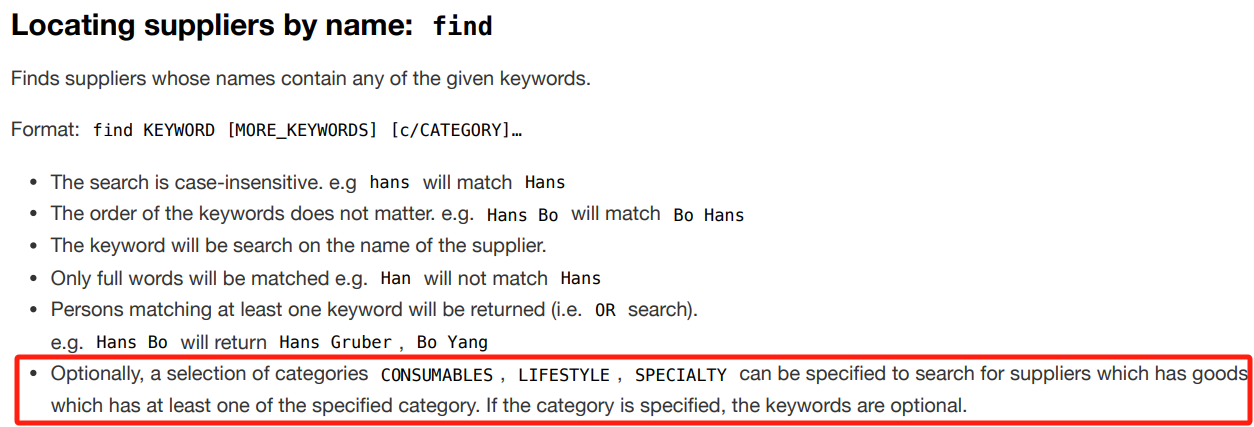 Locating suppliers by name: find
Finds suppliers whose names contain any of the given keywords.
Format: find KEYWORD [MORE_KEYWORDS] [c/CATEGORY]…
• The search is case-insensitive. e.g hans will match Hans
• The order of the keywords does not matter. e.g. Hans Bo will match Bo Hans
• The keyword will be search on the name of the supplier.
• Only full words will be matched e.g. Han will not match Hans
• Persons matching at least one keyword will be returned (i.e. OR search).
e.g. Hans Bo will return Hans Gruber, Bo Yang
• Optionally, a selection of categories CONSUMABLES, LIFESTYLE, SPECIALTY can be specified to search for suppliers which has goods
which has at least one of the specified category. If the category is specified, the keywords are optional.